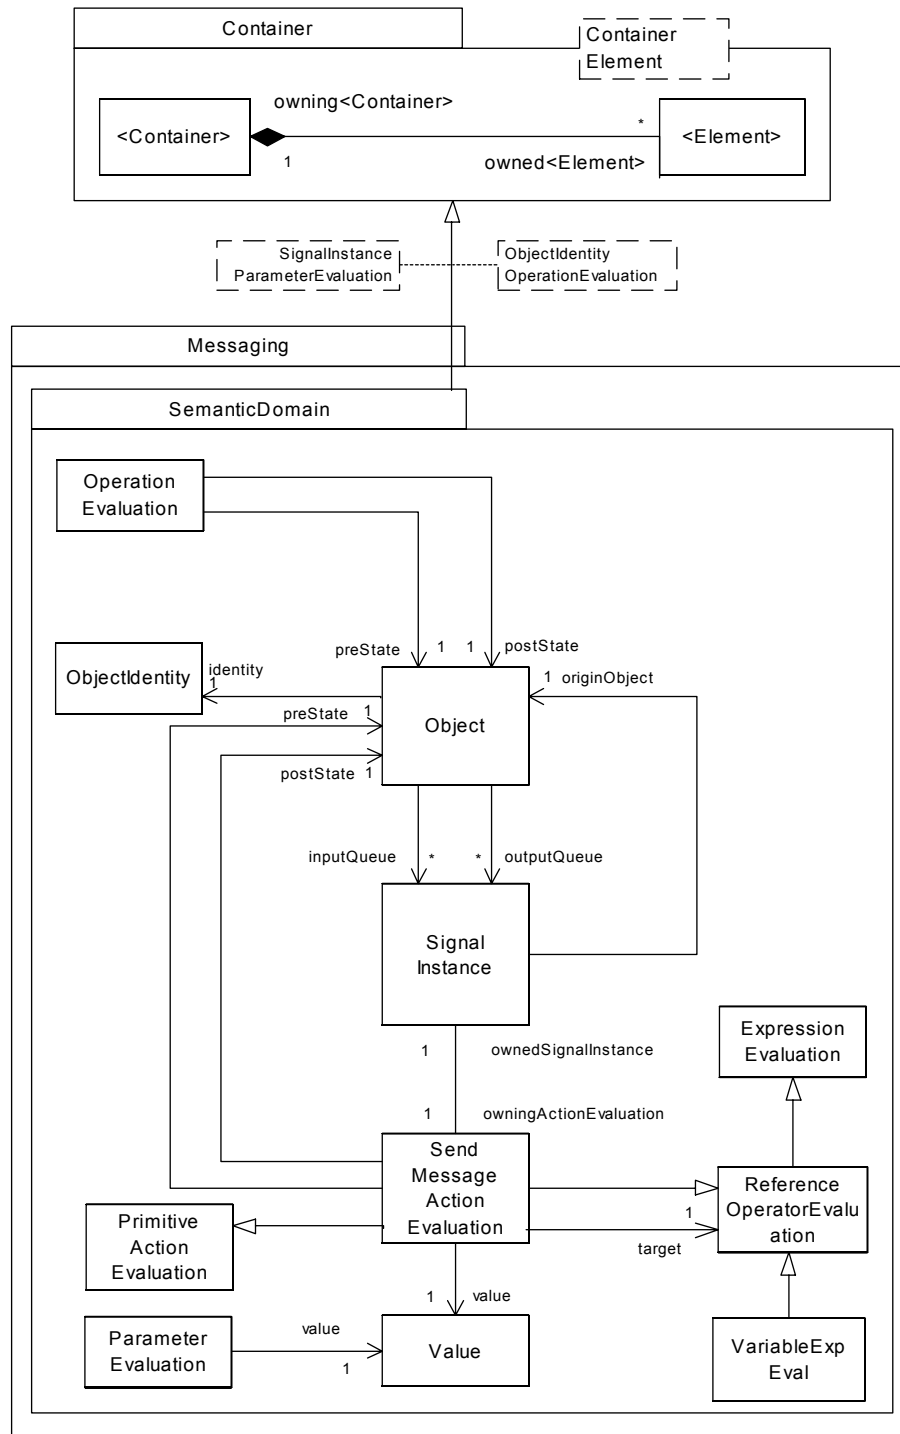 Container
Container
Element
owning<Container>
<Container>
*
<Element>
1
owned<Element>
SignalInstance
ParameterEvaluation
ObjectIdentity
OperationEvaluation
Messaging
SemanticDomain
Operation
Evaluation
preState
1
1
postState
ObjectIdentity
identity
1
1
originObject
preState
1
Object
postState
1
inputQueue
*
*
outputQueue
Signal
Instance
1
ownedSignalInstance
Expression
Evaluation
1
owningActionEvaluation
Send
Message
Action
Evaluation
Reference
OperatorEvalu
ation
1
target
Primitive
Action
Evaluation
1
value
Parameter
Evaluation
value
1
Value
VariableExp
Eval